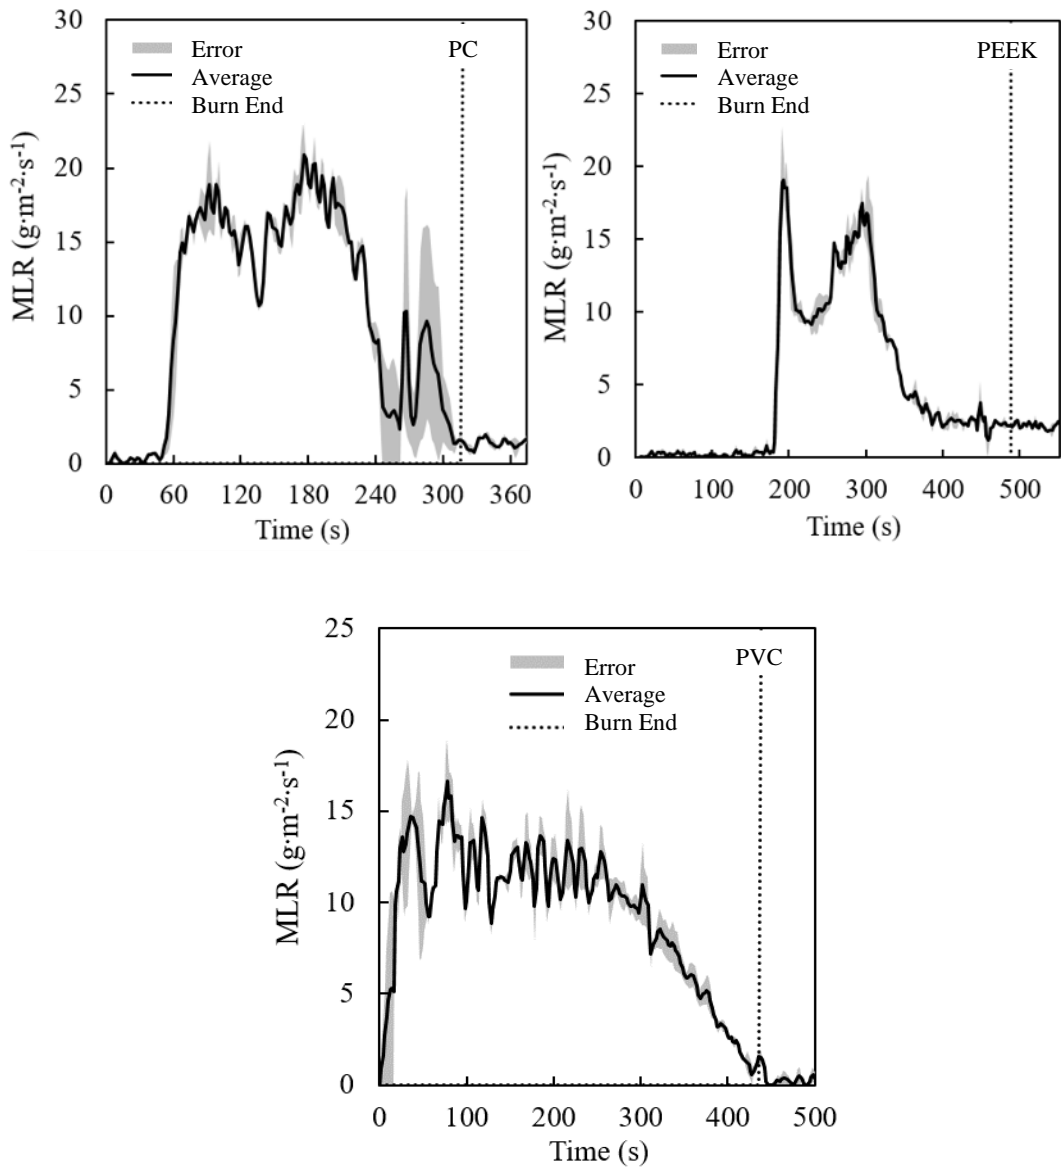 30
25
20
15
10
5
0
MLR (g·m⁻²·s⁻¹)
Error
Average
Burn End
PC
0 60 120 180 240 300 360
Time (s)
30
25
20
15
10
5
0
MLR (g·m⁻²·s⁻¹)
Error
Average
Burn End
PEEK
0 100 200 300 400 500
Time (s)
25
20
15
10
5
0
MLR (g·m⁻²·s⁻¹)
Error
Average
Burn End
PVC
0 100 200 300 400 500
Time (s)